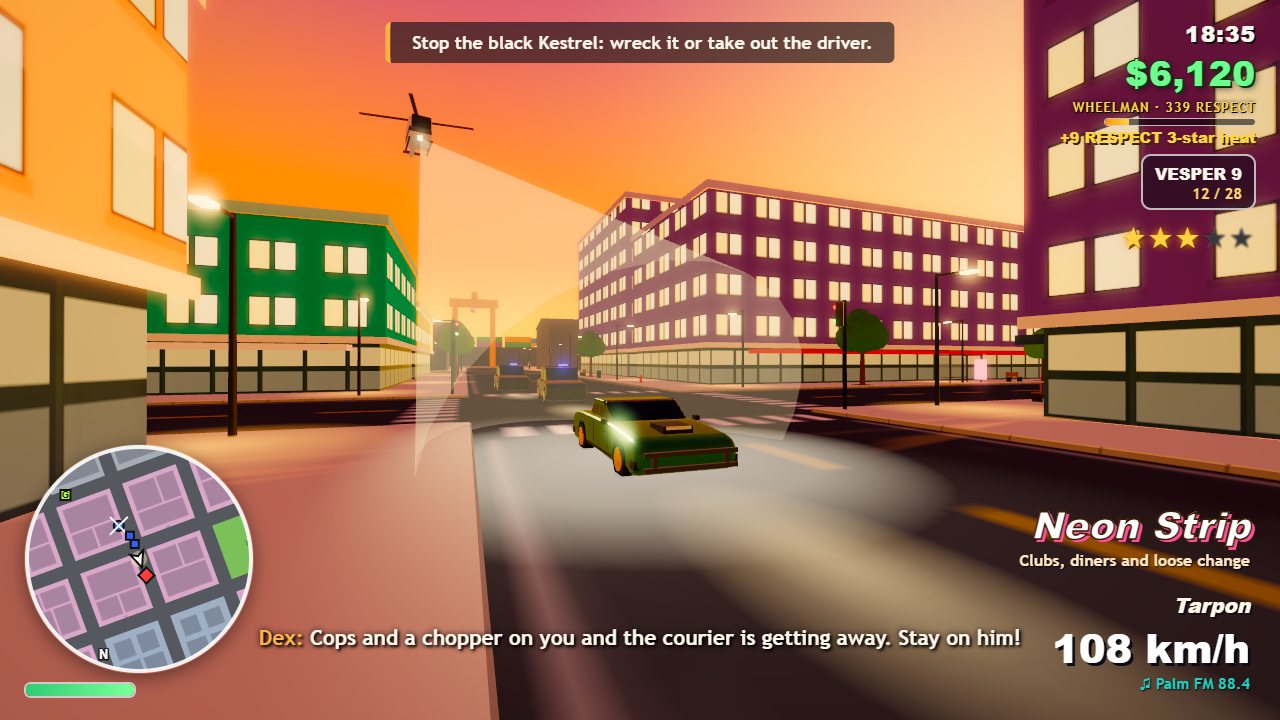 Stop the black Kestrel: wreck it or take out the driver.
18:35
$6,120
WHEELMAN · 339 RESPECT
+9 RESPECT 3-star heat
VESPER 9
12 / 28
G
N
Neon Strip
Clubs, diners and loose change
Dex: Cops and a chopper on you and the courier is getting away. Stay on him!
Tarpon
108 km/h
♫ Palm FM 88.4